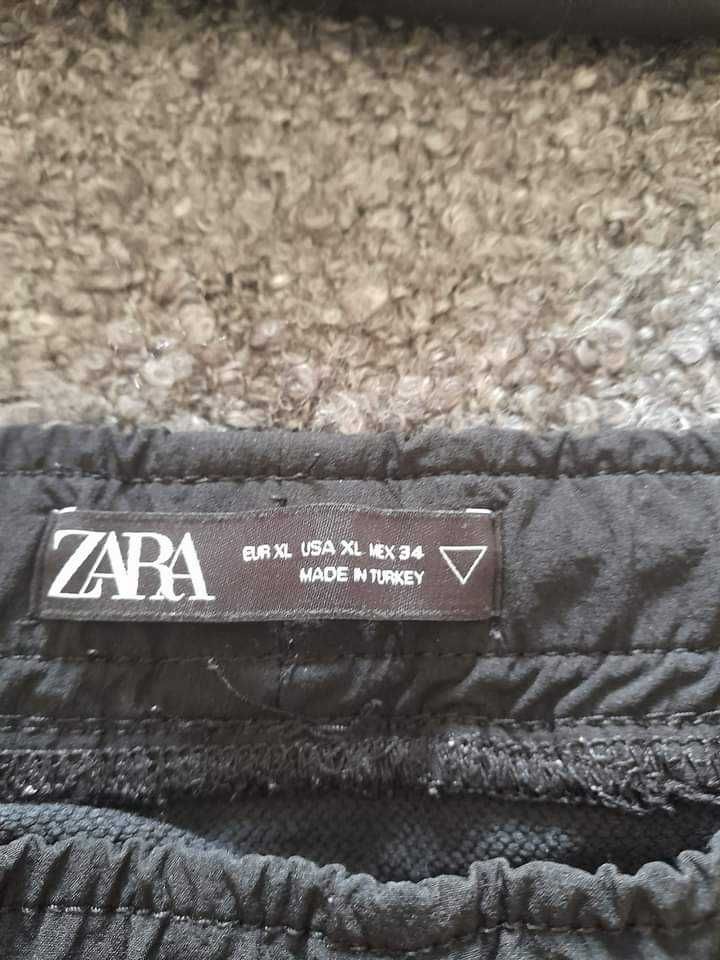 ZARA
EUR XL USA XL MEX 34
MADE IN TURKEY